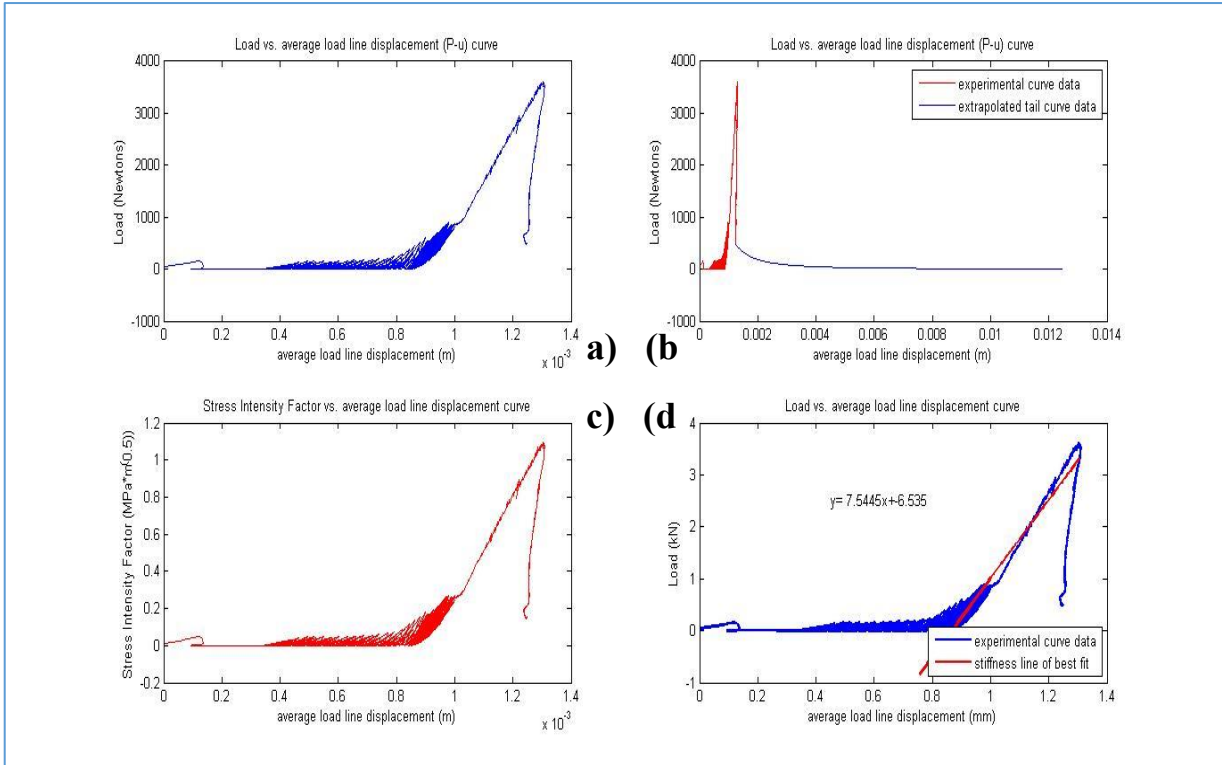 Load vs. average load line displacement (P-u) curve
4000
3000
2000
1000
0
-1000
Load (Newtons)
0 0.2 0.4 0.6 0.8 1 1.2 1.4
average load line displacement (m)
x 10⁻³
a)
Load vs. average load line displacement (P-u) curve
4000
3000
2000
1000
0
-1000
Load (Newtons)
experimental curve data
extrapolated tail curve data
0 0.002 0.004 0.006 0.008 0.01 0.012 0.014
average load line displacement (m)
(b
Stress Intensity Factor vs. average load line displacement curve
1.2
1
0.8
0.6
0.4
0.2
0
-0.2
Stress Intensity Factor (MPa*m^(0.5))
0 0.2 0.4 0.6 0.8 1 1.2 1.4
average load line displacement (m)
x 10⁻³
c)
Load vs. average load line displacement curve
4
3
2
1
0
-1
Load (kN)
y= 7.5445x+-6.535
experimental curve data
stiffness line of best fit
0 0.2 0.4 0.6 0.8 1.0 1.2 1.4
average load line displacement (mm)
(d